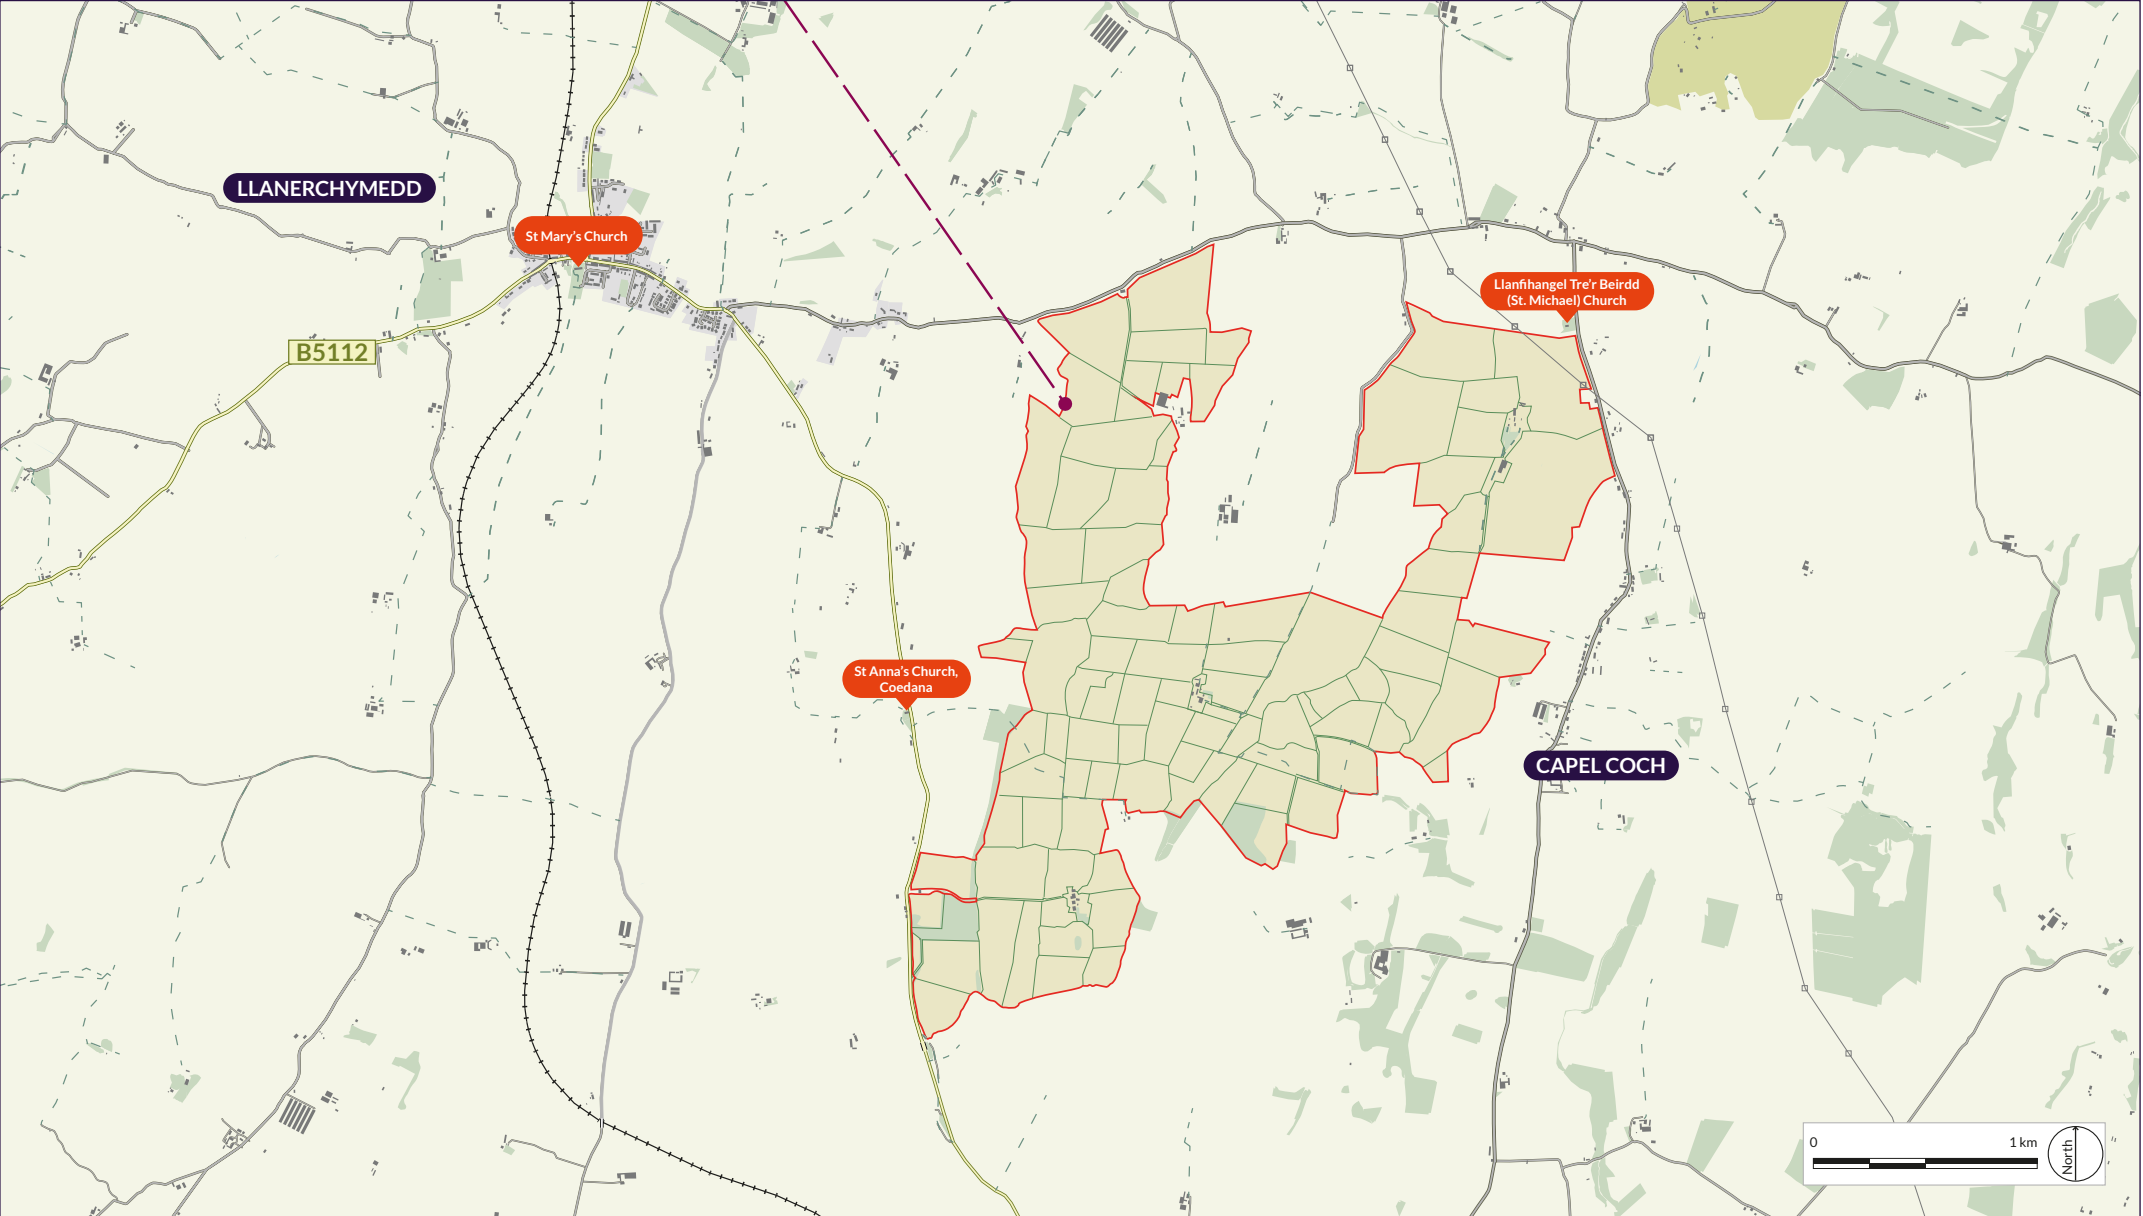 LLANERCHYMEDD
St Mary's Church
Llanfihangel Tre'r Beirdd
(St. Michael) Church
B5112
St Anna's Church,
Coedana
CAPEL COCH
0 1 km
North